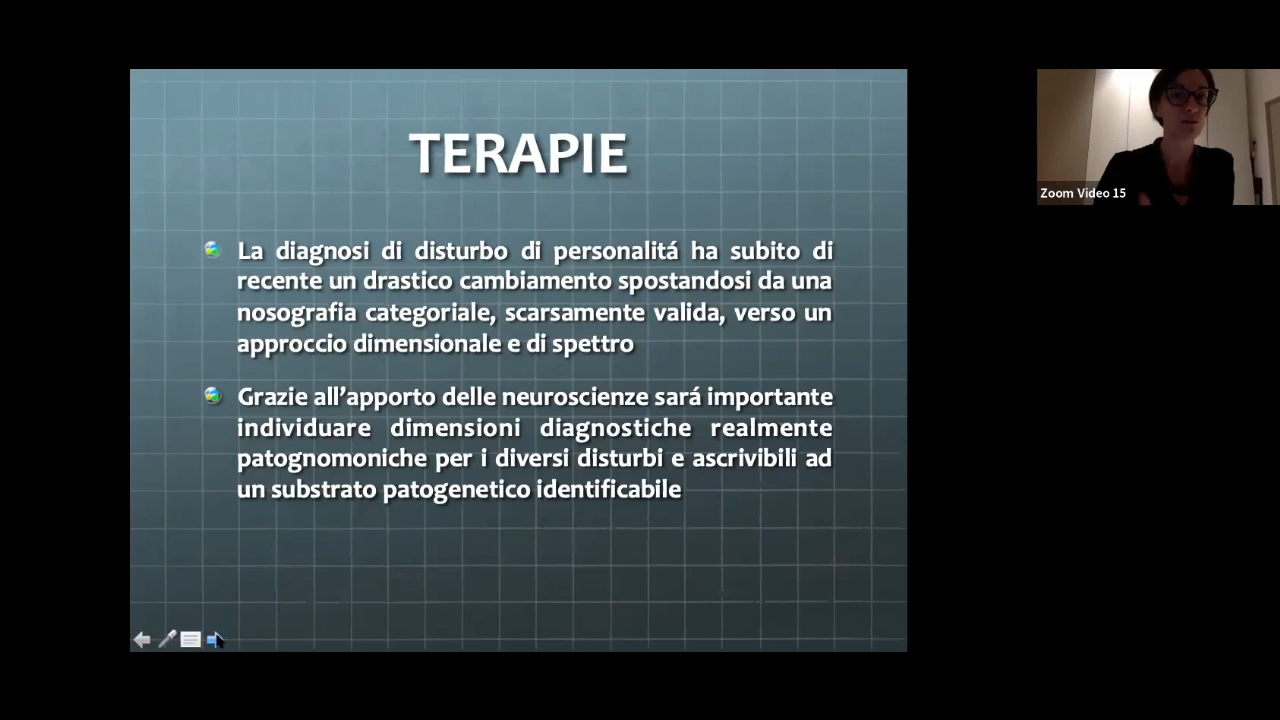 TERAPIE
La diagnosi di disturbo di personalitá ha subito di
recente un drastico cambiamento spostandosi da una
nosografia categoriale, scarsamente valida, verso un
approccio dimensionale e di spettro
Grazie all’apporto delle neuroscienze sará importante
individuare dimensioni diagnostiche realmente
patognomoniche per i diversi disturbi e ascrivibili ad
un substrato patogenetico identificabile
Zoom Video 15